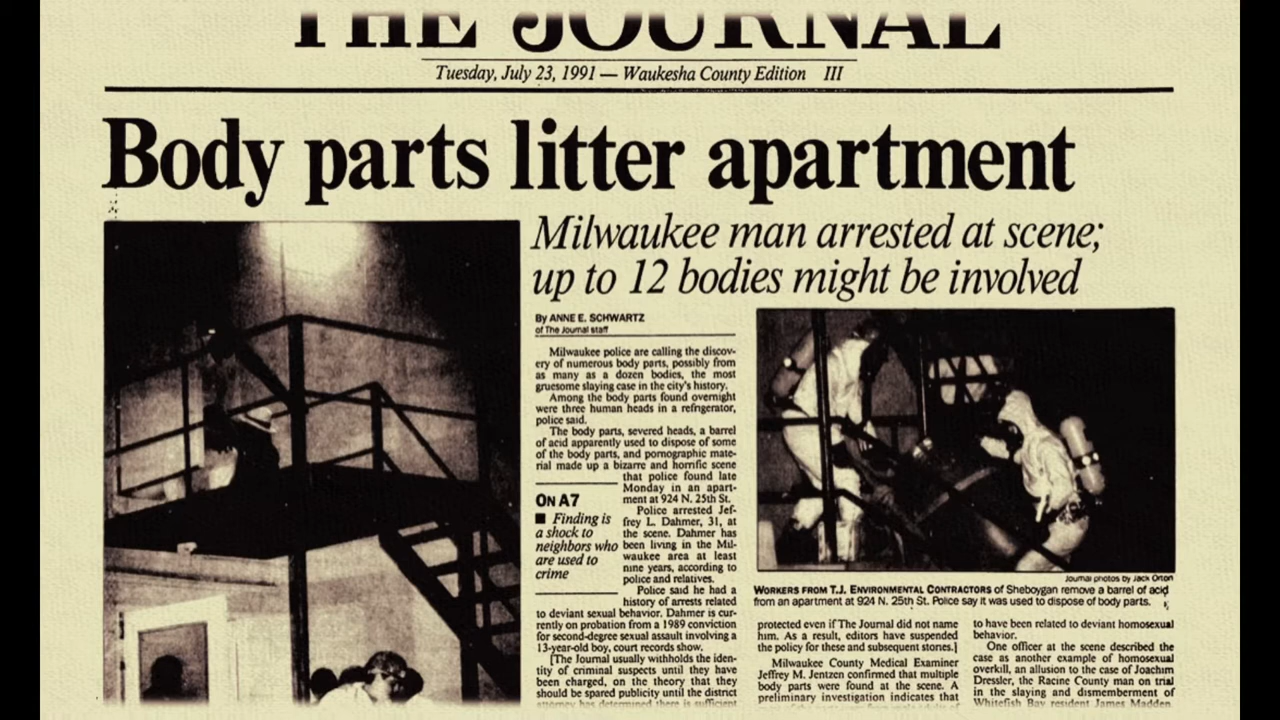 THE JOURNAL
Tuesday, July 23, 1991 — Waukesha County Edition III
Body parts litter apartment
Milwaukee man arrested at scene;
up to 12 bodies might be involved
By ANNE E. SCHWARTZ
of The Journal staff
Milwaukee police are calling the discov-
ery of numerous body parts, possibly from
as many as a dozen bodies, the most
gruesome slaying case in the city's history.
Among the body parts found overnight
were three human heads in a refrigerator,
police said.
The body parts, severed heads, a barrel
of acid apparently used to dispose of some
of the body parts, and pornographic mate-
rial made up a bizarre and horrific scene
that police found late
Monday in an apart-
ment at 924 N. 25th St.
Police arrested Jef-
frey L. Dahmer, 31, at
the scene. Dahmer has
been living in the Mil-
waukee area at least
nine years, according to
police and relatives.
Police said he had a
history of arrests related
to deviant sexual behavior. Dahmer is cur-
rently on probation from a 1989 conviction
for second-degree sexual assault involving a
13-year-old boy, court records show.
[The Journal usually withholds the iden-
tity of criminal suspects until they have
been charged, on the theory that they
should be spared publicity until the district
attorney has determined there is sufficient
ON A7
■ Finding is
a shock to
neighbors who
are used to
crime
Journal photos by Jack Orton
WORKERS FROM T.J. ENVIRONMENTAL CONTRACTORS of Sheboygan remove a barrel of acid
from an apartment at 924 N. 25th St. Police say it was used to dispose of body parts.
protected even if The Journal did not name
him. As a result, editors have suspended
the policy for these and subsequent stories.]
Milwaukee County Medical Examiner
Jeffrey M. Jentzen confirmed that multiple
body parts were found at the scene. A
preliminary investigation indicates that
to have been related to deviant homosexual
behavior.
One officer at the scene described the
case as another example of homosexual
overkill, an allusion to the case of Joachim
Dressler, the Racine County man on trial
in the slaying and dismemberment of
Whitefish Bay resident James Madden.